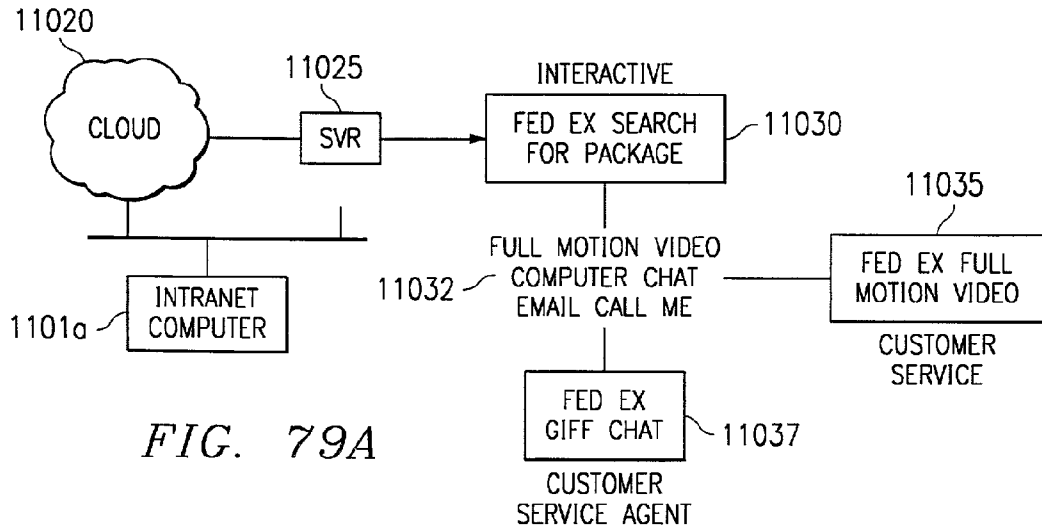 11020
CLOUD
11025
SVR
INTERACTIVE
FED EX SEARCH
FOR PACKAGE
11030
11035
FED EX FULL
MOTION VIDEO
CUSTOMER
SERVICE
FULL MOTION VIDEO
COMPUTER CHAT
EMAIL CALL ME
11032
INTRANET
COMPUTER
1101a
FED EX
GIFF CHAT
11037
CUSTOMER
SERVICE AGENT
FIG. 79A